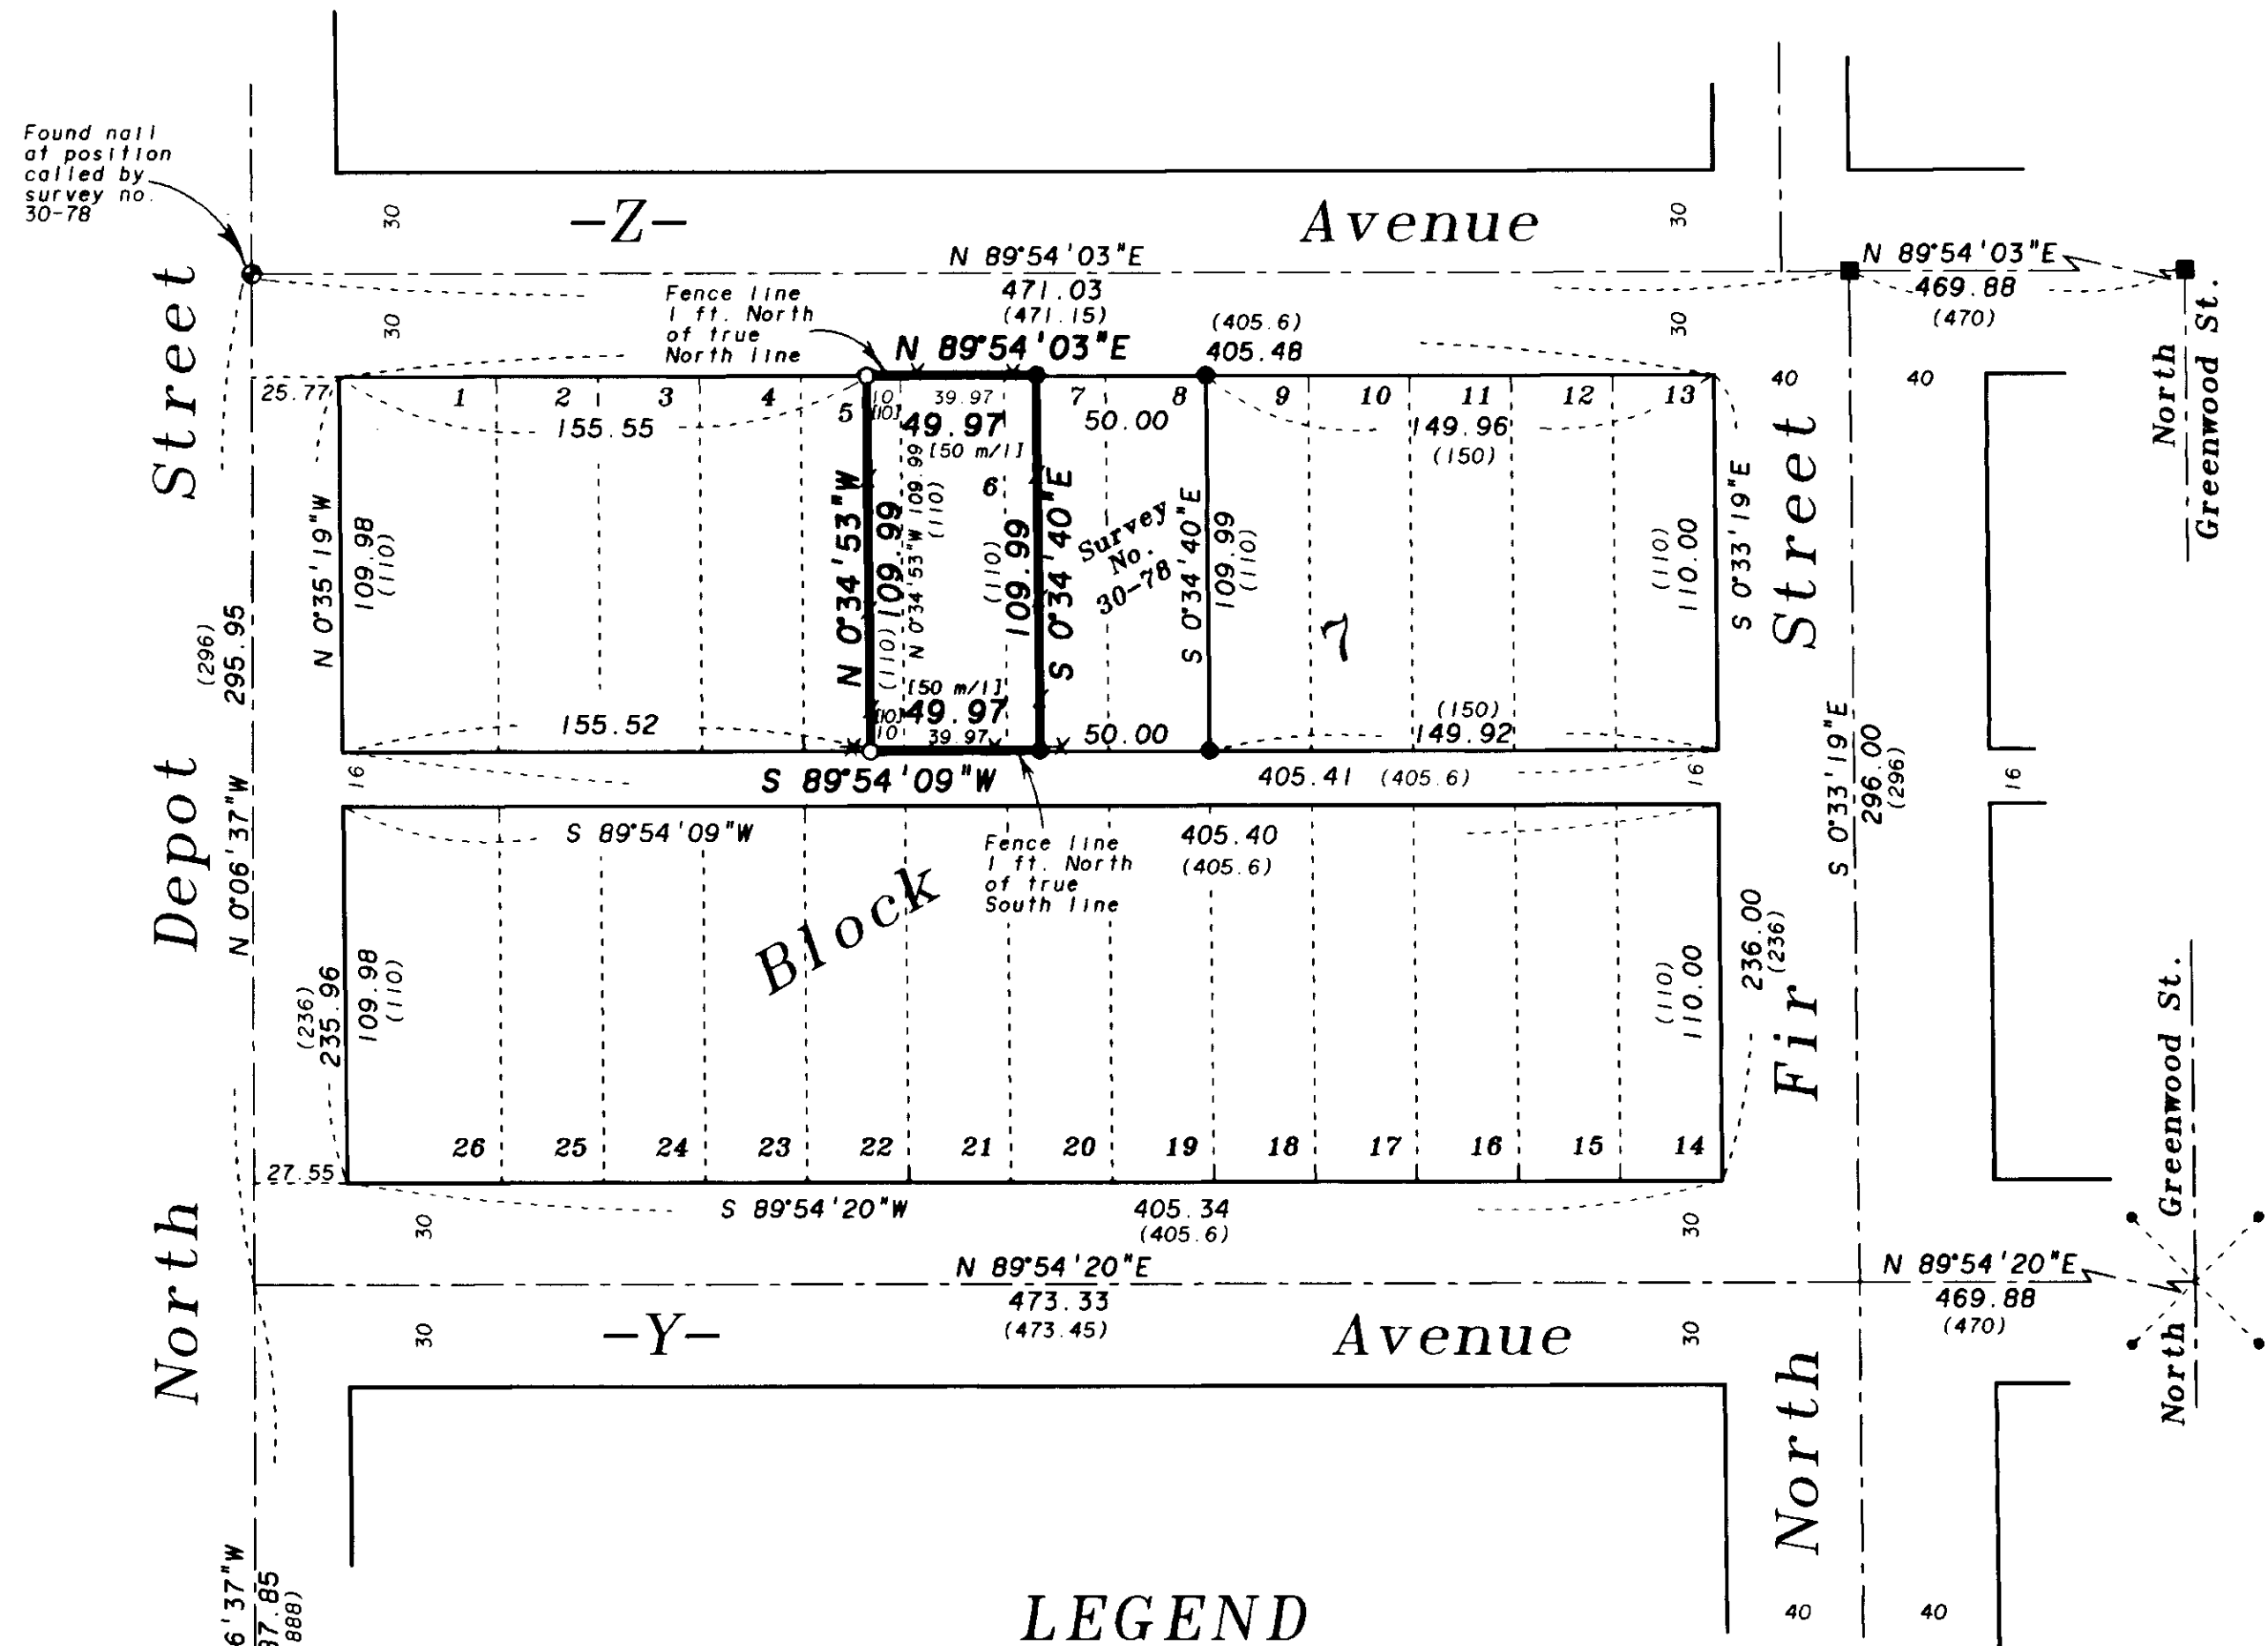 Found nail
at position
called by
survey no.
30-78
30
-Z- Avenue
30
N 89°54'03"E
471.03
(471.15)
N 89°54'03"E
469.88
(470)
North
Greenwood St.
Fence line
1 ft. North
of true
North line
30
30
N 89°54'03"E
(405.6)
405.48
40
40
25.77
1
2
3
4
5
10
[10]
39.97
7
8
9
10
11
12
13
155.55
49.97
[50 m/l]
50.00
149.96
(150)
6
N 0°35'19"W
109.98
(110)
N 0°34'53"W
109.99
(110)
N 0°34'53"W 109.99
(110)
(110)
109.99
S 0°34'40"E
Survey
No.
30-78
S 0°34'40"E
109.99
(110)
7
(110)
110.00
S 0°33'19"E
North Depot Street
(296)
295.95
N 0°06'37"W
North Fir Street
S 0°33'19"E
296.00
(296)
155.52
[50 m/l]
49.97
[10]
10
39.97
50.00
(150)
149.92
16
S 89°54'09"W
405.41 (405.6)
16
16
S 89°54'09"W
405.40
(405.6)
Fence line
1 ft. North
of true
South line
Block
(236)
235.96
109.98
(110)
(110)
110.00
236.00
(236)
26
25
24
23
22
21
20
19
18
17
16
15
14
27.55
30
S 89°54'20"W
405.34
(405.6)
30
N 89°54'20"E
473.33
(473.45)
N 89°54'20"E
469.88
(470)
North Greenwood St.
30
-Y- Avenue
30
6'37"W
37.85
888)
LEGEND
40
40